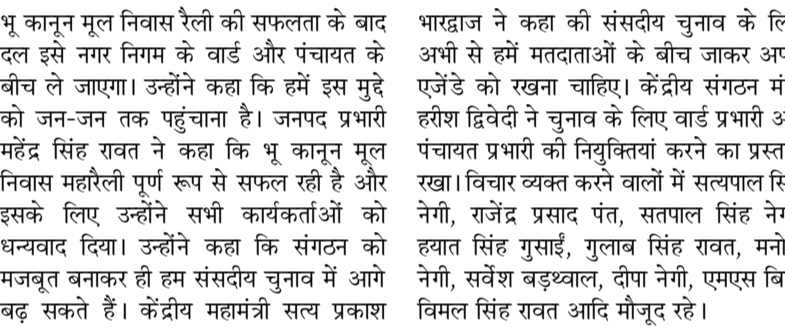 भू कानून मूल निवास रैली की सफलता के बाद
दल इसे नगर निगम के वार्ड और पंचायत के
बीच ले जाएगा। उन्होंने कहा कि हमें इस मुद्दे
को जन-जन तक पहुंचाना है। जनपद प्रभारी
महेंद्र सिंह रावत ने कहा कि भू कानून मूल
निवास महारैली पूर्ण रूप से सफल रही है और
इसके लिए उन्होंने सभी कार्यकर्ताओं को
धन्यवाद दिया। उन्होंने कहा कि संगठन को
मजबूत बनाकर ही हम संसदीय चुनाव में आगे
बढ़ सकते हैं। केंद्रीय महामंत्री सत्य प्रकाश
भारद्वाज ने कहा की संसदीय चुनाव के
अभी से हमें मतदाताओं के बीच जाकर
एजेंडे को रखना चाहिए। केंद्रीय संगठन
हरीश द्विवेदी ने चुनाव के लिए वार्ड प्रभारी
पंचायत प्रभारी की नियुक्तियां करने का
रखा। विचार व्यक्त करने वालों में सत्यपाल
नेगी, राजेंद्र प्रसाद पंत, सतपाल सिंह
हयात सिंह गुसाईं, गुलाब सिंह रावत,
नेगी, सर्वेश बड़थ्वाल, दीपा नेगी, एमएस
विमल सिंह रावत आदि मौजूद रहे।